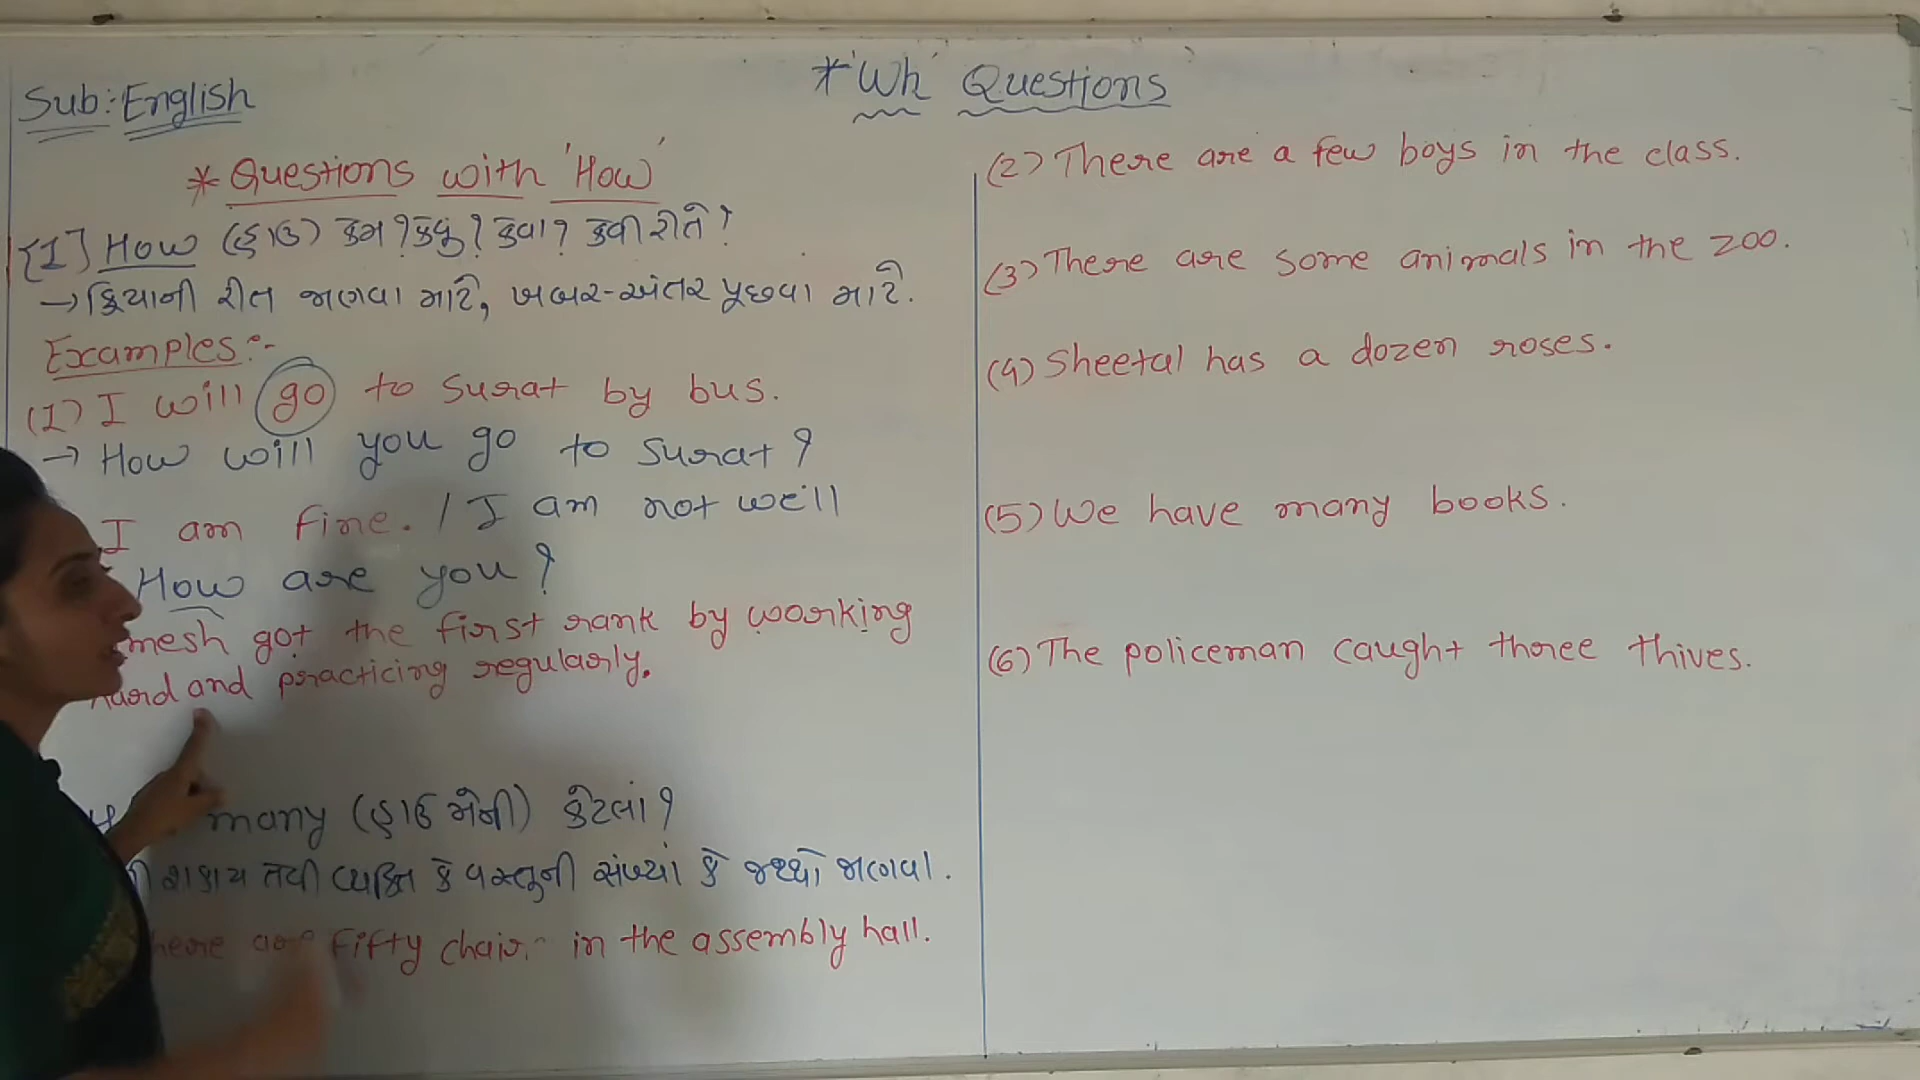 Sub: English
* 'Wh' Questions
* Questions with 'How'
[1] How (હાઉ) કેમ? કેવું? કેવા? કેવી રીતે?
→ ક્રિયાની રીત જાણવા માટે, ખબર-અંતર પૂછવા માટે.
Examples:-
(1) I will go to Surat by bus.
→ How will you go to Surat?
I am fine. / I am not well
How are you?
mesh got the first rank by working
hard and practicing regularly.
many (હાઉ મેની) કેટલાં?
શકાય તેવી વ્યક્તિ કે વસ્તુની સંખ્યા કે જથ્થો જાણવા.
here are Fifty chair in the assembly hall.
(2) There are a few boys in the class.
(3) There are some animals in the zoo.
(4) Sheetal has a dozen roses.
(5) We have many books.
(6) The policeman caught three thives.